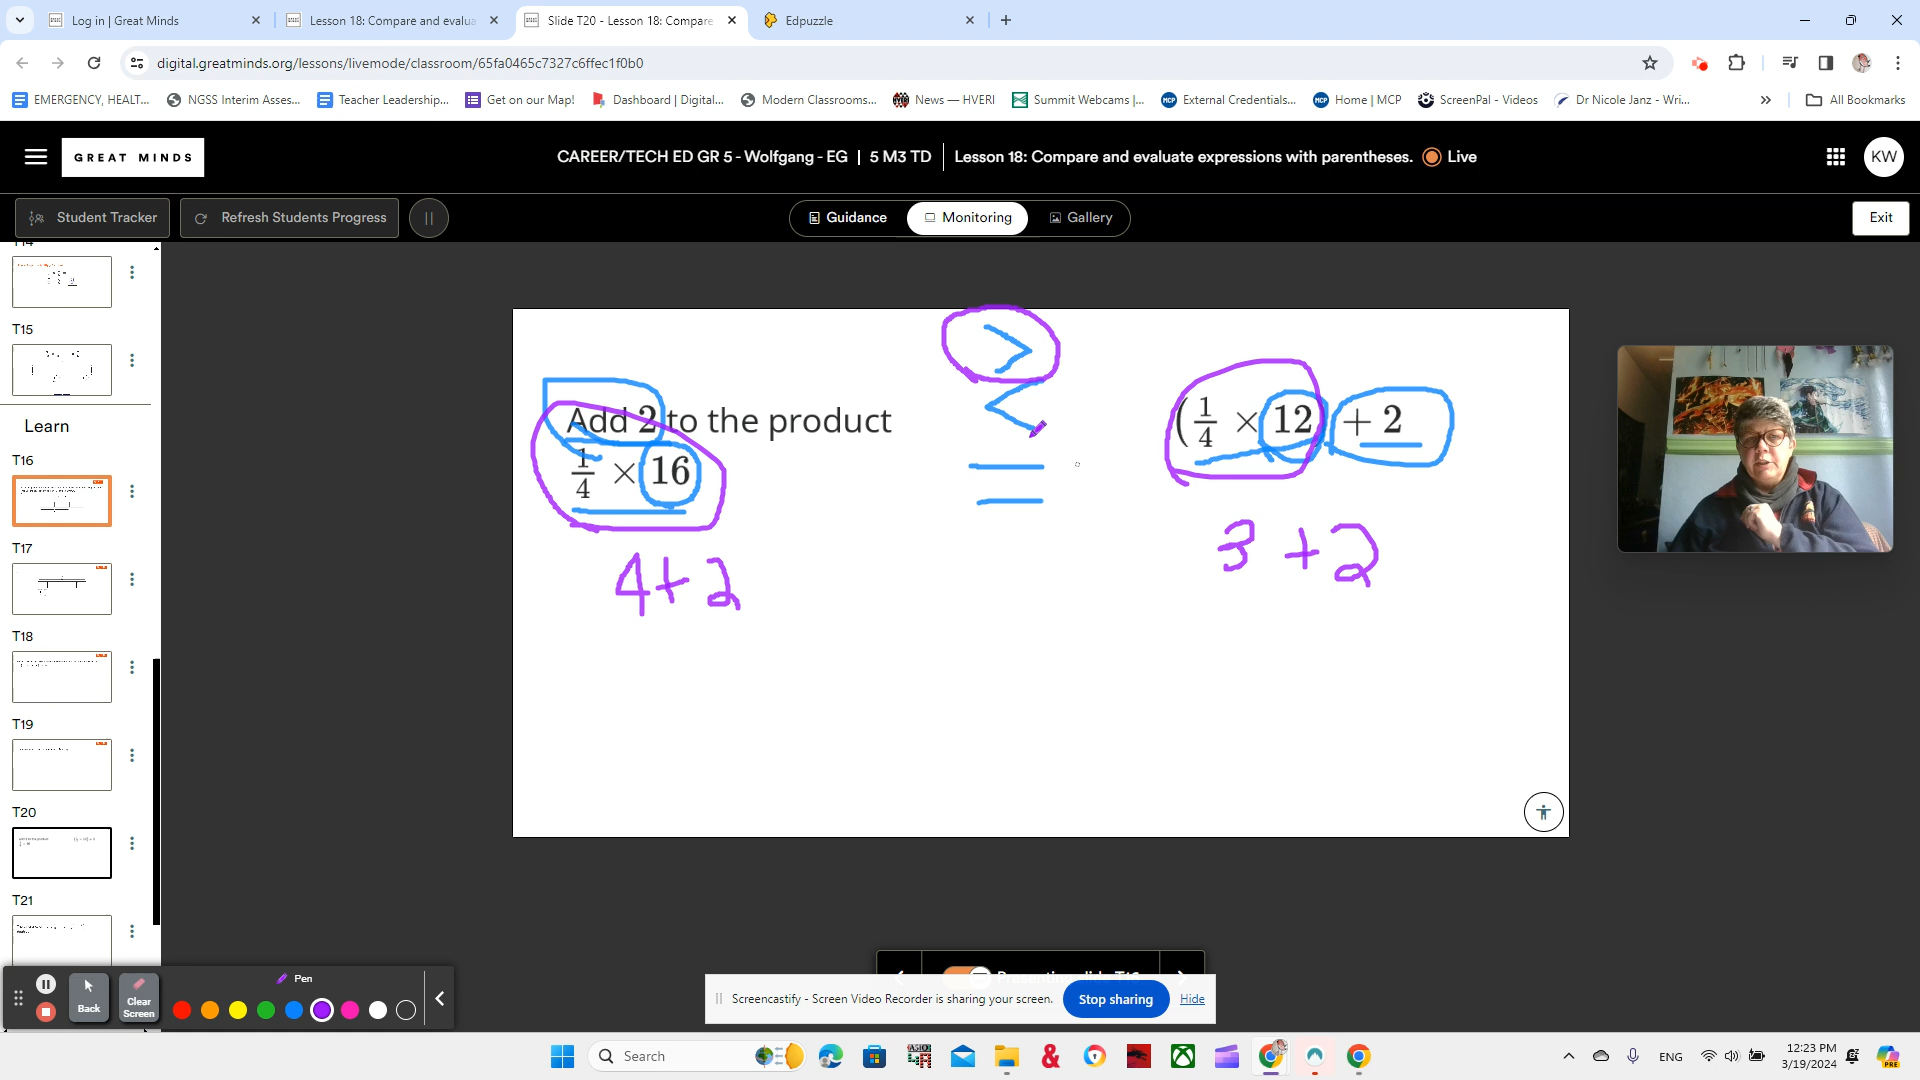 Log in | Great Minds
Lesson 18: Compare and evalua
Slide T20 - Lesson 18: Compare
Edpuzzle
digital.greatminds.org/lessons/livemode/classroom/65fa0465c7327c6ffec1f0b0
EMERGENCY, HEALT...
NGSS Interim Asses...
Teacher Leadership...
Get on our Map!
Dashboard | Digital...
Modern Classrooms...
News — HVERI
Summit Webcams |...
External Credentials...
Home | MCP
ScreenPal - Videos
Dr Nicole Janz - Wri...
All Bookmarks
GREAT MINDS
CAREER/TECH ED GR 5 - Wolfgang - EG | 5 M3 TD
Lesson 18: Compare and evaluate expressions with parentheses.
Live
KW
Student Tracker
Refresh Students Progress
Guidance
Monitoring
Gallery
Exit
T14
T15
Learn
T16
T17
T18
T19
T20
T21
>
<
=
Add 2 to the product
1/4 × 16
(1/4 × 12) + 2
4+2
3+2
Pen
Back
Clear Screen
Screencastify - Screen Video Recorder is sharing your screen.
Stop sharing
Hide
Search
ENG
12:23 PM
3/19/2024